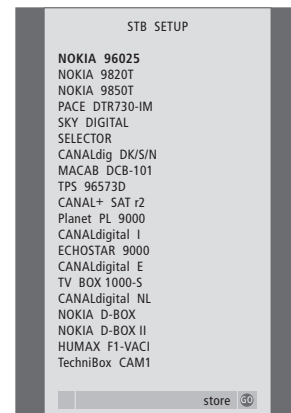 STB SETUP
NOKIA 96025
NOKIA 9820T
NOKIA 9850T
PACE DTR730-IM
SKY DIGITAL
SELECTOR
CANALdig DK/S/N
MACAB DCB-101
TPS 96573D
CANAL+ SAT r2
Planet PL 9000
CANALdigital I
ECHOSTAR 9000
CANALdigital E
TV BOX 1000-S
CANALdigital NL
NOKIA D-BOX
NOKIA D-BOX II
HUMAX F1-VACI
TechniBox CAM1
store GO